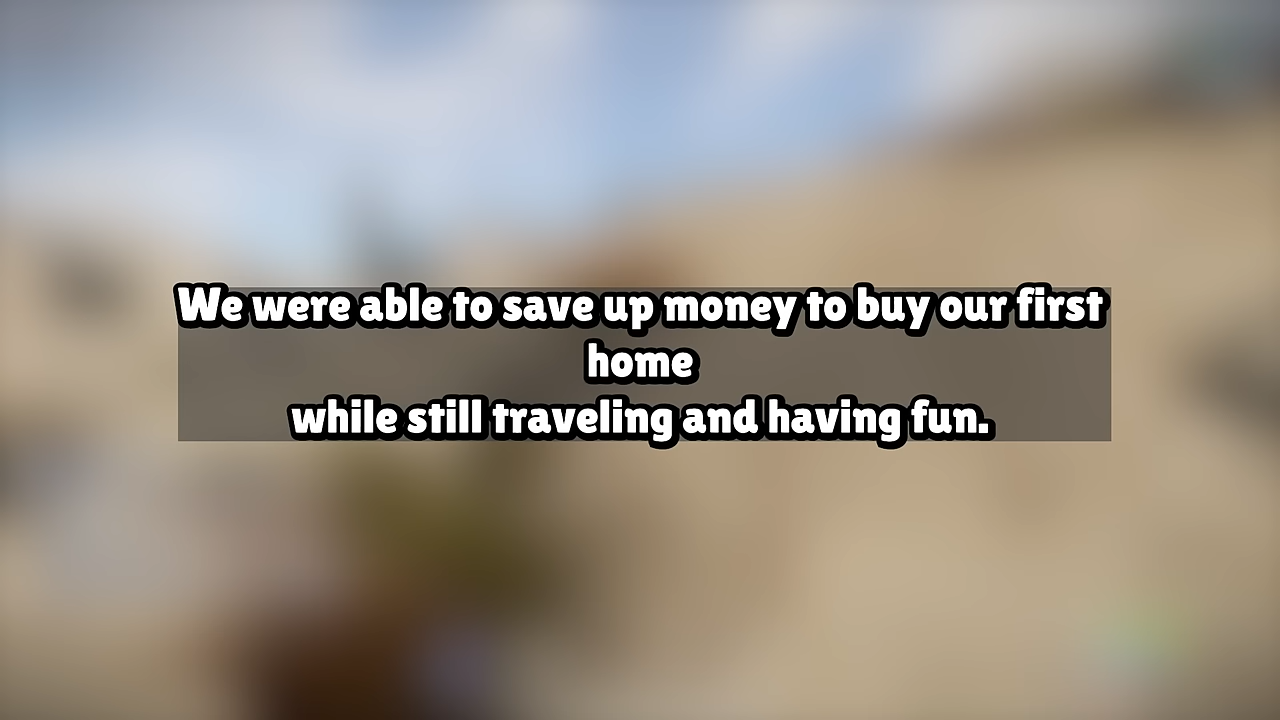 We were able to save up money to buy our first
home
while still traveling and having fun.